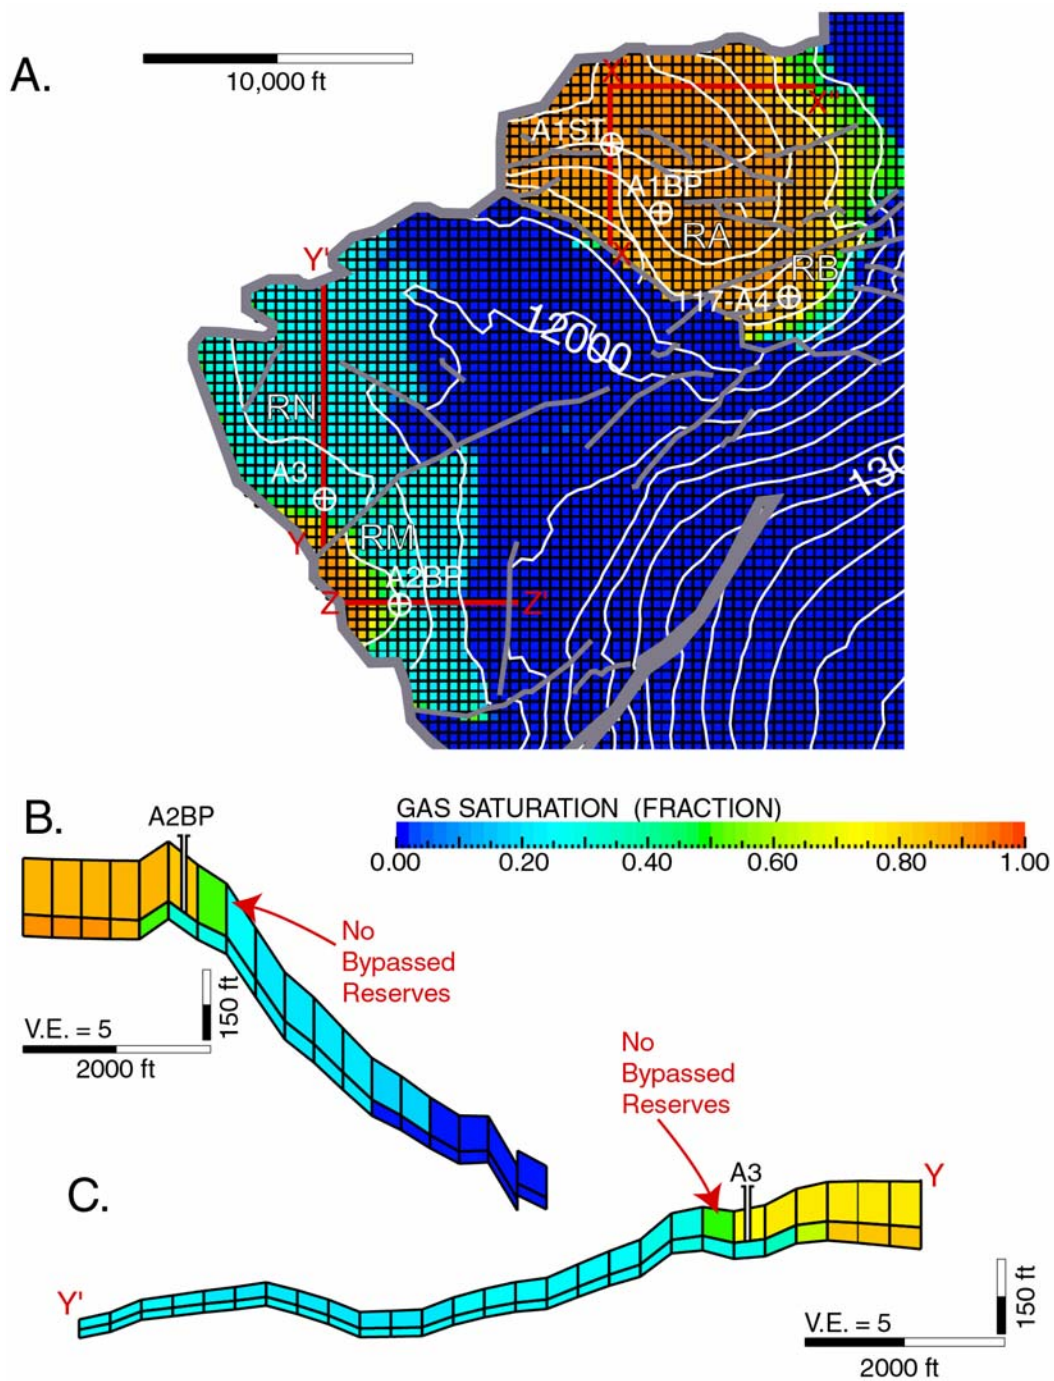 A.
10,000 ft
X'
X"
A1ST
A1BP
RA
X
RB
117-A4
Y'
12000
RN
130
A3
Y
RM
A2BP
Z
Z'
B.
A2BP
GAS SATURATION (FRACTION)
0.00 0.20 0.40 0.60 0.80 1.00
No
Bypassed
Reserves
150 ft
V.E. = 5
2000 ft
No
Bypassed
Reserves
C.
A3
Y
Y'
150 ft
V.E. = 5
2000 ft